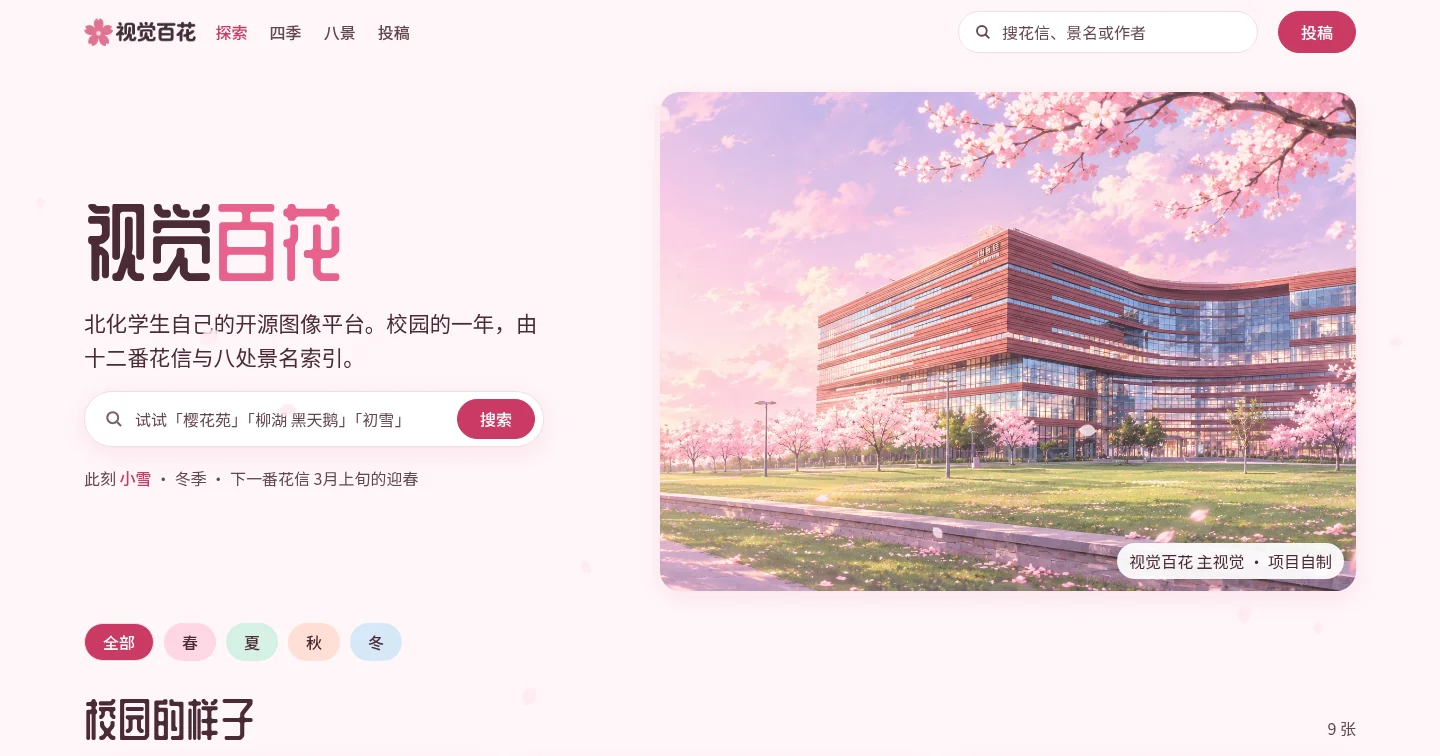 视觉百花
探索 四季 八景 投稿
搜花信、景名或作者
投稿
视觉百花
北化学生自己的开源图像平台。校园的一年，由
十二番花信与八处景名索引。
试试「樱花苑」「柳湖 黑天鹅」「初雪」
搜索
此刻 小雪 · 冬季 · 下一番花信 3月上旬的迎春
视觉百花 主视觉 · 项目自制
全部 春 夏 秋 冬
校园的样子
9 张